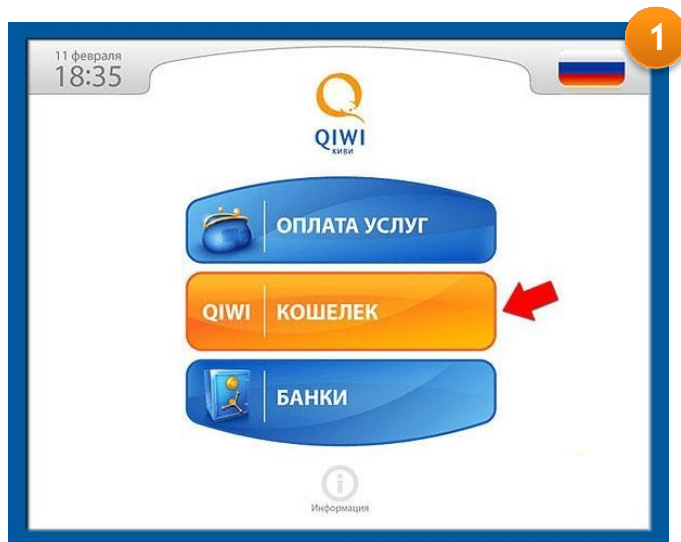 1
11 февраля
18:35
QIWI
КИВИ
ОПЛАТА УСЛУГ
QIWI КОШЕЛЕК
БАНКИ
i
Информация